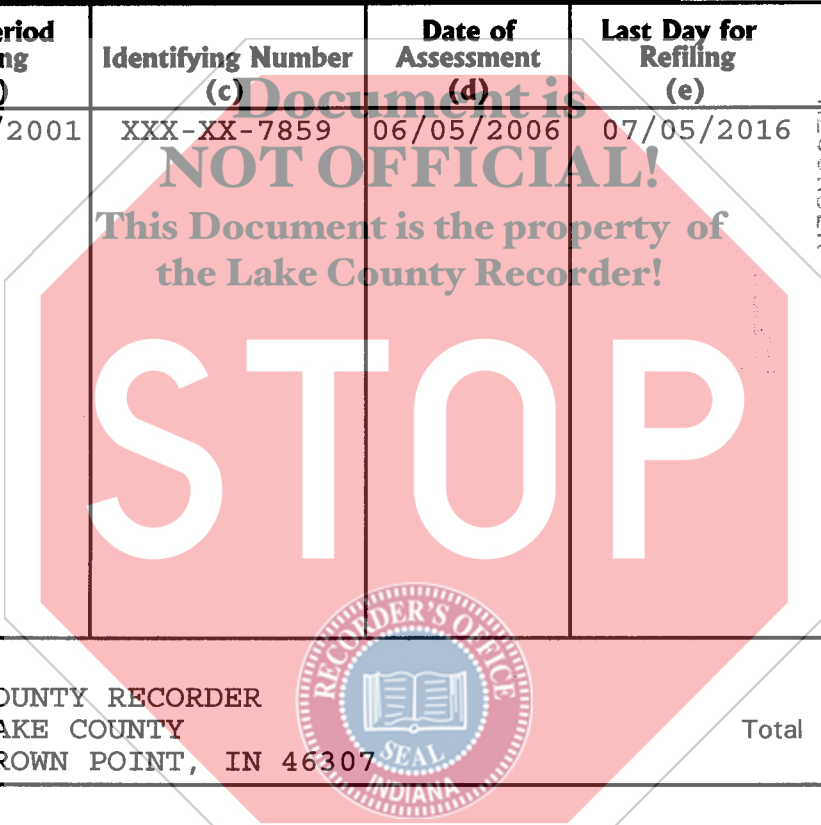 eriod
ng
)
Identifying Number
(c)
Date of
Assessment
(d)
Last Day for
Refiling
(e)
/2001 XXX-XX-7859 06/05/2006 07/05/2016
Document is
NOT OFFICIAL!
This Document is the property of
the Lake County Recorder!
STOP
RECORDER'S OFFICE
SEAL
INDIANA
OUNTY RECORDER
AKE COUNTY
ROWN POINT, IN 46307
Total